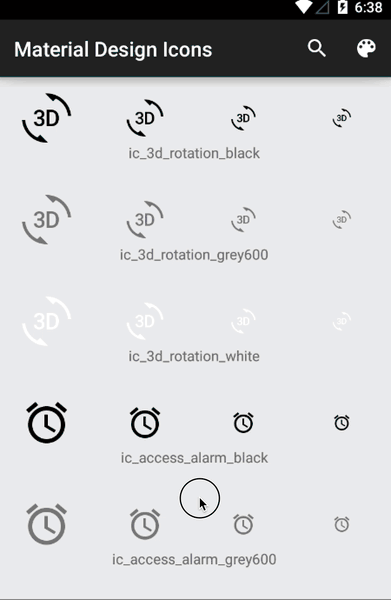 6:38
Material Design Icons
3D 3D 3D 3D
ic_3d_rotation_black
3D 3D 3D 3D
ic_3d_rotation_grey600
3D 3D 3D 3D
ic_3d_rotation_white
ic_access_alarm_black
ic_access_alarm_grey600